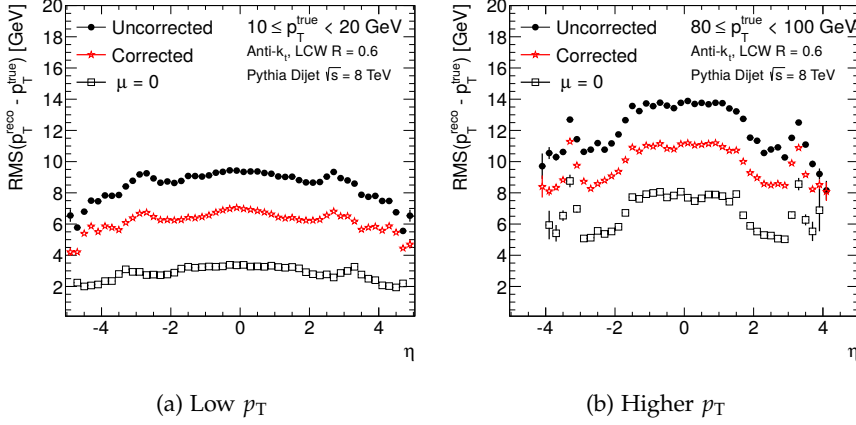 RMS(p_T^reco - p_T^true) [GeV]
20
18
16
14
12
10
8
6
4
2
Uncorrected
Corrected
μ = 0
10 ≤ p_T^true < 20 GeV
Anti-k_t, LCW R = 0.6
Pythia Dijet √s = 8 TeV
-4 -2 0 2 4
η
(a) Low p_T
RMS(p_T^reco - p_T^true) [GeV]
20
18
16
14
12
10
8
6
4
2
Uncorrected
Corrected
μ = 0
80 ≤ p_T^true < 100 GeV
Anti-k_t, LCW R = 0.6
Pythia Dijet √s = 8 TeV
-4 -2 0 2 4
η
(b) Higher p_T